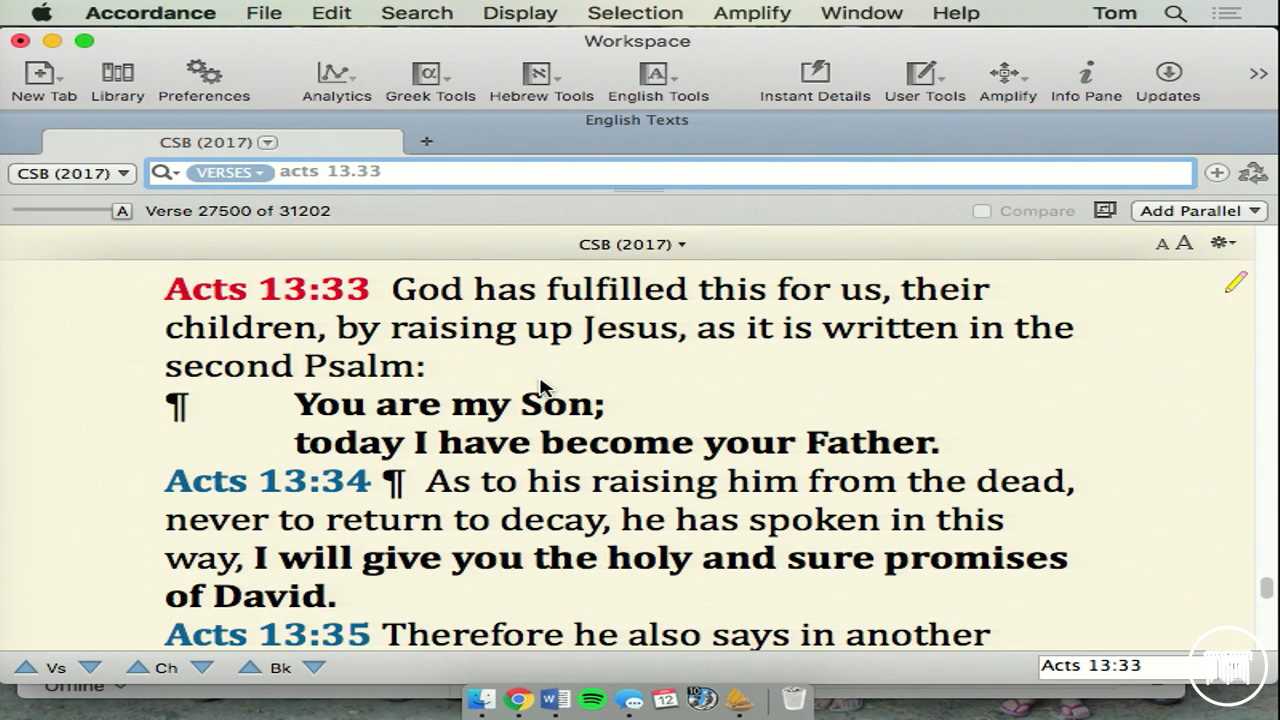 Accordance File Edit Search Display Selection Amplify Window Help Tom
Workspace
New Tab Library Preferences Analytics Greek Tools Hebrew Tools English Tools Instant Details User Tools Amplify Info Pane Updates
English Texts
CSB (2017)
CSB (2017) VERSES acts 13.33
A Verse 27500 of 31202 Compare Add Parallel
CSB (2017) A A
Acts 13:33 God has fulfilled this for us, their
children, by raising up Jesus, as it is written in the
second Psalm:
¶ You are my Son;
today I have become your Father.
Acts 13:34 ¶ As to his raising him from the dead,
never to return to decay, he has spoken in this
way, I will give you the holy and sure promises
of David.
Acts 13:35 Therefore he also says in another
Vs Ch Bk Acts 13:33
Offline
12